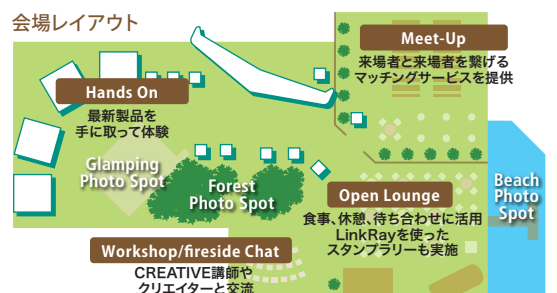 会場レイアウト
Meet-Up
来場者と来場者を繋げる
マッチングサービスを提供
Hands On
最新製品を
手に取って体験
Glamping
Photo Spot
Forest
Photo Spot
Open Lounge
食事、休憩、待ち合わせに活用
LinkRayを使った
スタンプラリーも実施
Beach
Photo
Spot
Workshop/fireside Chat
CREATIVE講師や
クリエイターと交流